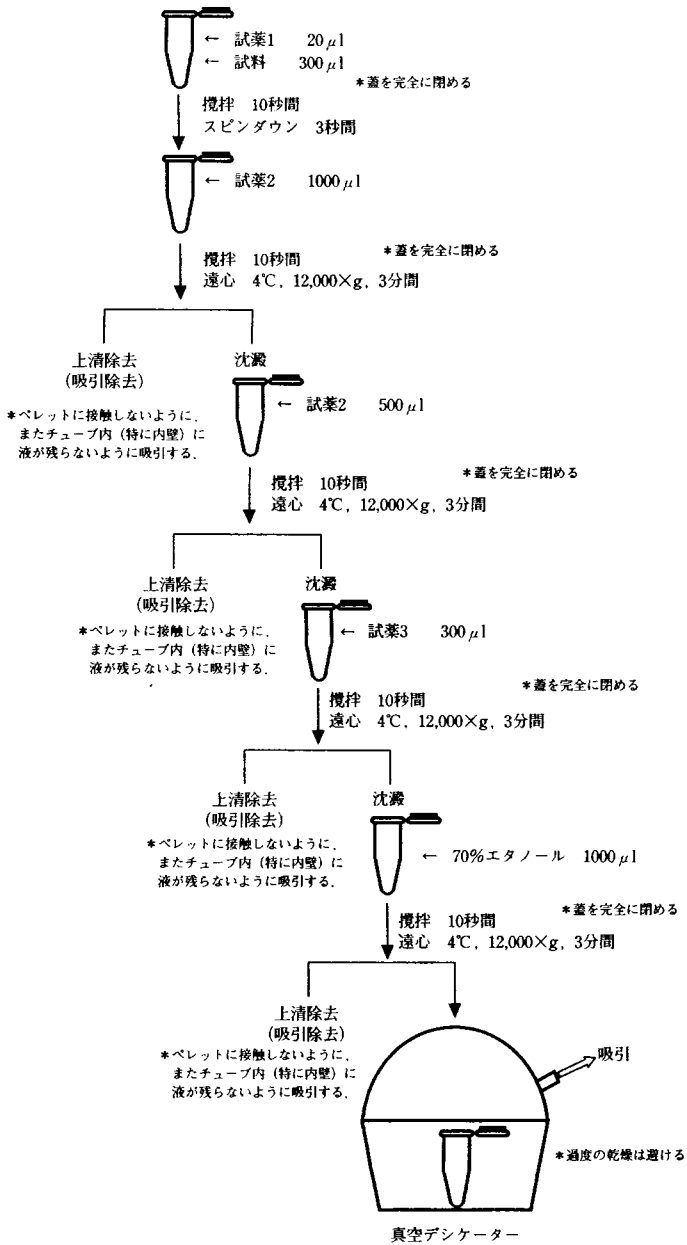 ← 試薬1 20μl
← 試料 300μl
*蓋を完全に閉める
攪拌 10秒間
スピンダウン 3秒間
← 試薬2 1000μl
*蓋を完全に閉める
攪拌 10秒間
遠心 4℃, 12,000×g, 3分間
上清除去
(吸引除去)
沈澱
*ペレットに接触しないように,
またチューブ内(特に内壁)に
液が残らないように吸引する.
← 試薬2 500μl
*蓋を完全に閉める
攪拌 10秒間
遠心 4℃, 12,000×g, 3分間
上清除去
(吸引除去)
沈澱
*ペレットに接触しないように,
またチューブ内(特に内壁)に
液が残らないように吸引する.
← 試薬3 300μl
*蓋を完全に閉める
攪拌 10秒間
遠心 4℃, 12,000×g, 3分間
上清除去
(吸引除去)
沈澱
*ペレットに接触しないように,
またチューブ内(特に内壁)に
液が残らないように吸引する.
← 70%エタノール 1000μl
*蓋を完全に閉める
攪拌 10秒間
遠心 4℃, 12,000×g, 3分間
上清除去
(吸引除去)
*ペレットに接触しないように,
またチューブ内(特に内壁)に
液が残らないように吸引する.
吸引
*過度の乾燥は避ける
真空デシケーター